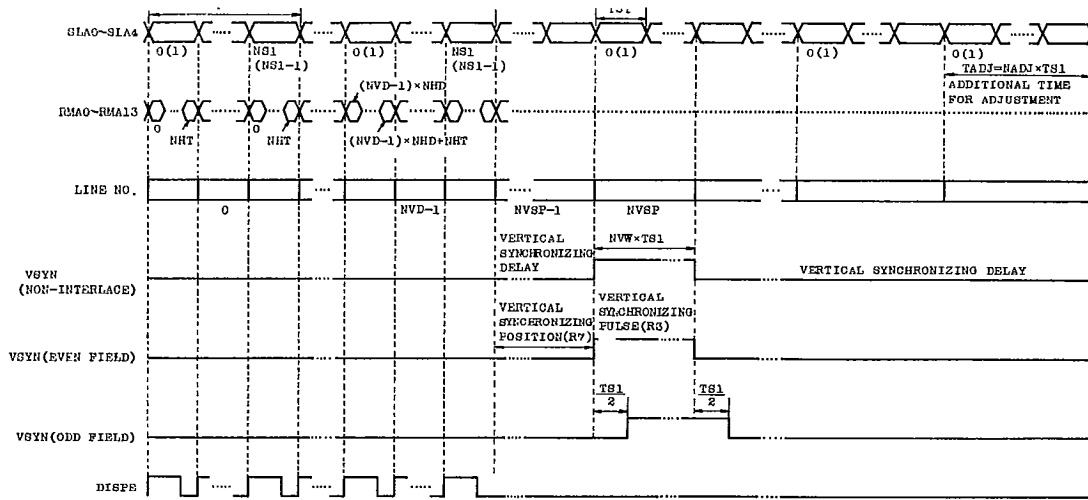 SLA0~SLA4
0(1)
NS1
(NS1-1)
0(1)
NS1
(NS1-1)
0(1)
0(1)
0(1)
TADJ=NADJ×TS1
ADDITIONAL TIME
FOR ADJUSTMENT
RMA0~RMA13
0
NHT
0
NHT
(NVD-1)×NHD
(NVD-1)×NHD+NHT
LINE NO.
0
NVD-1
NVSP-1
NVSP
VSYN
(NON-INTERLACE)
VERTICAL
SYNCHRONIZING
DELAY
NVW×TS1
VERTICAL SYNCHRONIZING DELAY
VERTICAL
SYNCHRONIZING
POSITION(R7)
VERTICAL
SYNCHRONIZING
PULSE(R3)
VSYN(EVEN FIELD)
TS1
2
TS1
2
VSYN(ODD FIELD)
DISPE